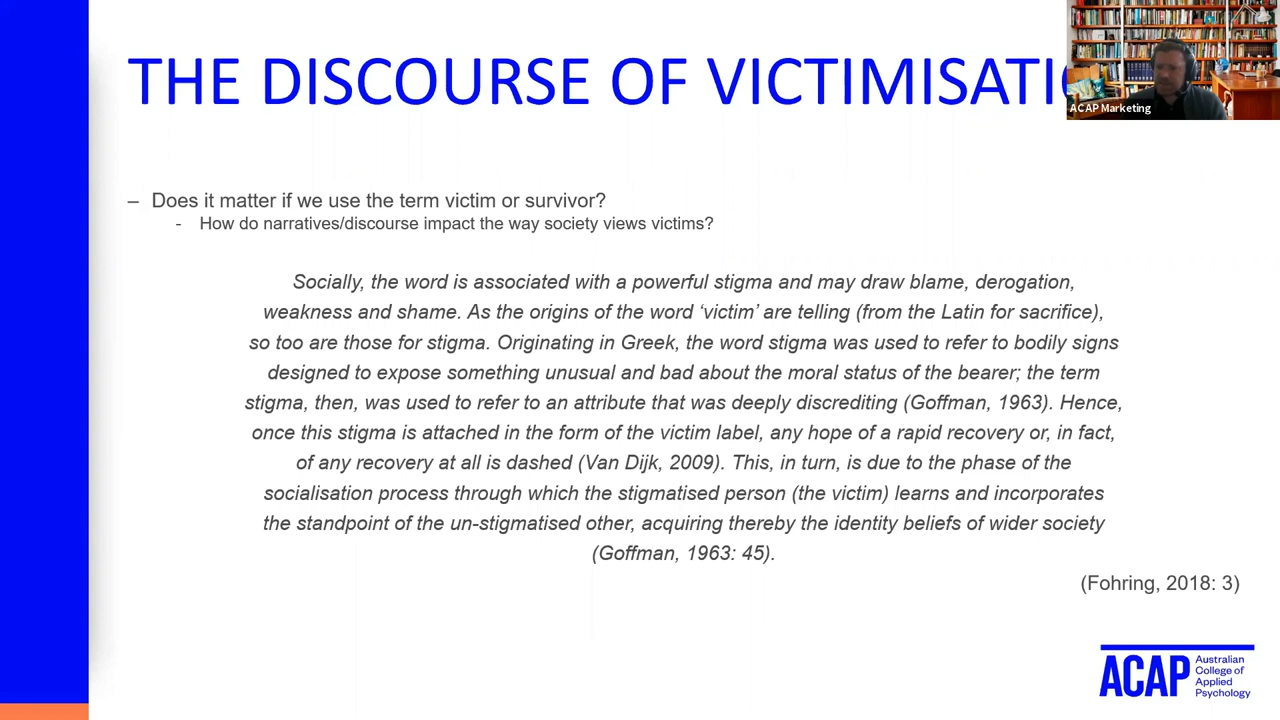 THE DISCOURSE OF VICTIMISATI
ACAP Marketing
– Does it matter if we use the term victim or survivor?
- How do narratives/discourse impact the way society views victims?
Socially, the word is associated with a powerful stigma and may draw blame, derogation,
weakness and shame. As the origins of the word ‘victim’ are telling (from the Latin for sacrifice),
so too are those for stigma. Originating in Greek, the word stigma was used to refer to bodily signs
designed to expose something unusual and bad about the moral status of the bearer; the term
stigma, then, was used to refer to an attribute that was deeply discrediting (Goffman, 1963). Hence,
once this stigma is attached in the form of the victim label, any hope of a rapid recovery or, in fact,
of any recovery at all is dashed (Van Dijk, 2009). This, in turn, is due to the phase of the
socialisation process through which the stigmatised person (the victim) learns and incorporates
the standpoint of the un-stigmatised other, acquiring thereby the identity beliefs of wider society
(Goffman, 1963: 45).
(Fohring, 2018: 3)
ACAP
Australian
College of
Applied
Psychology